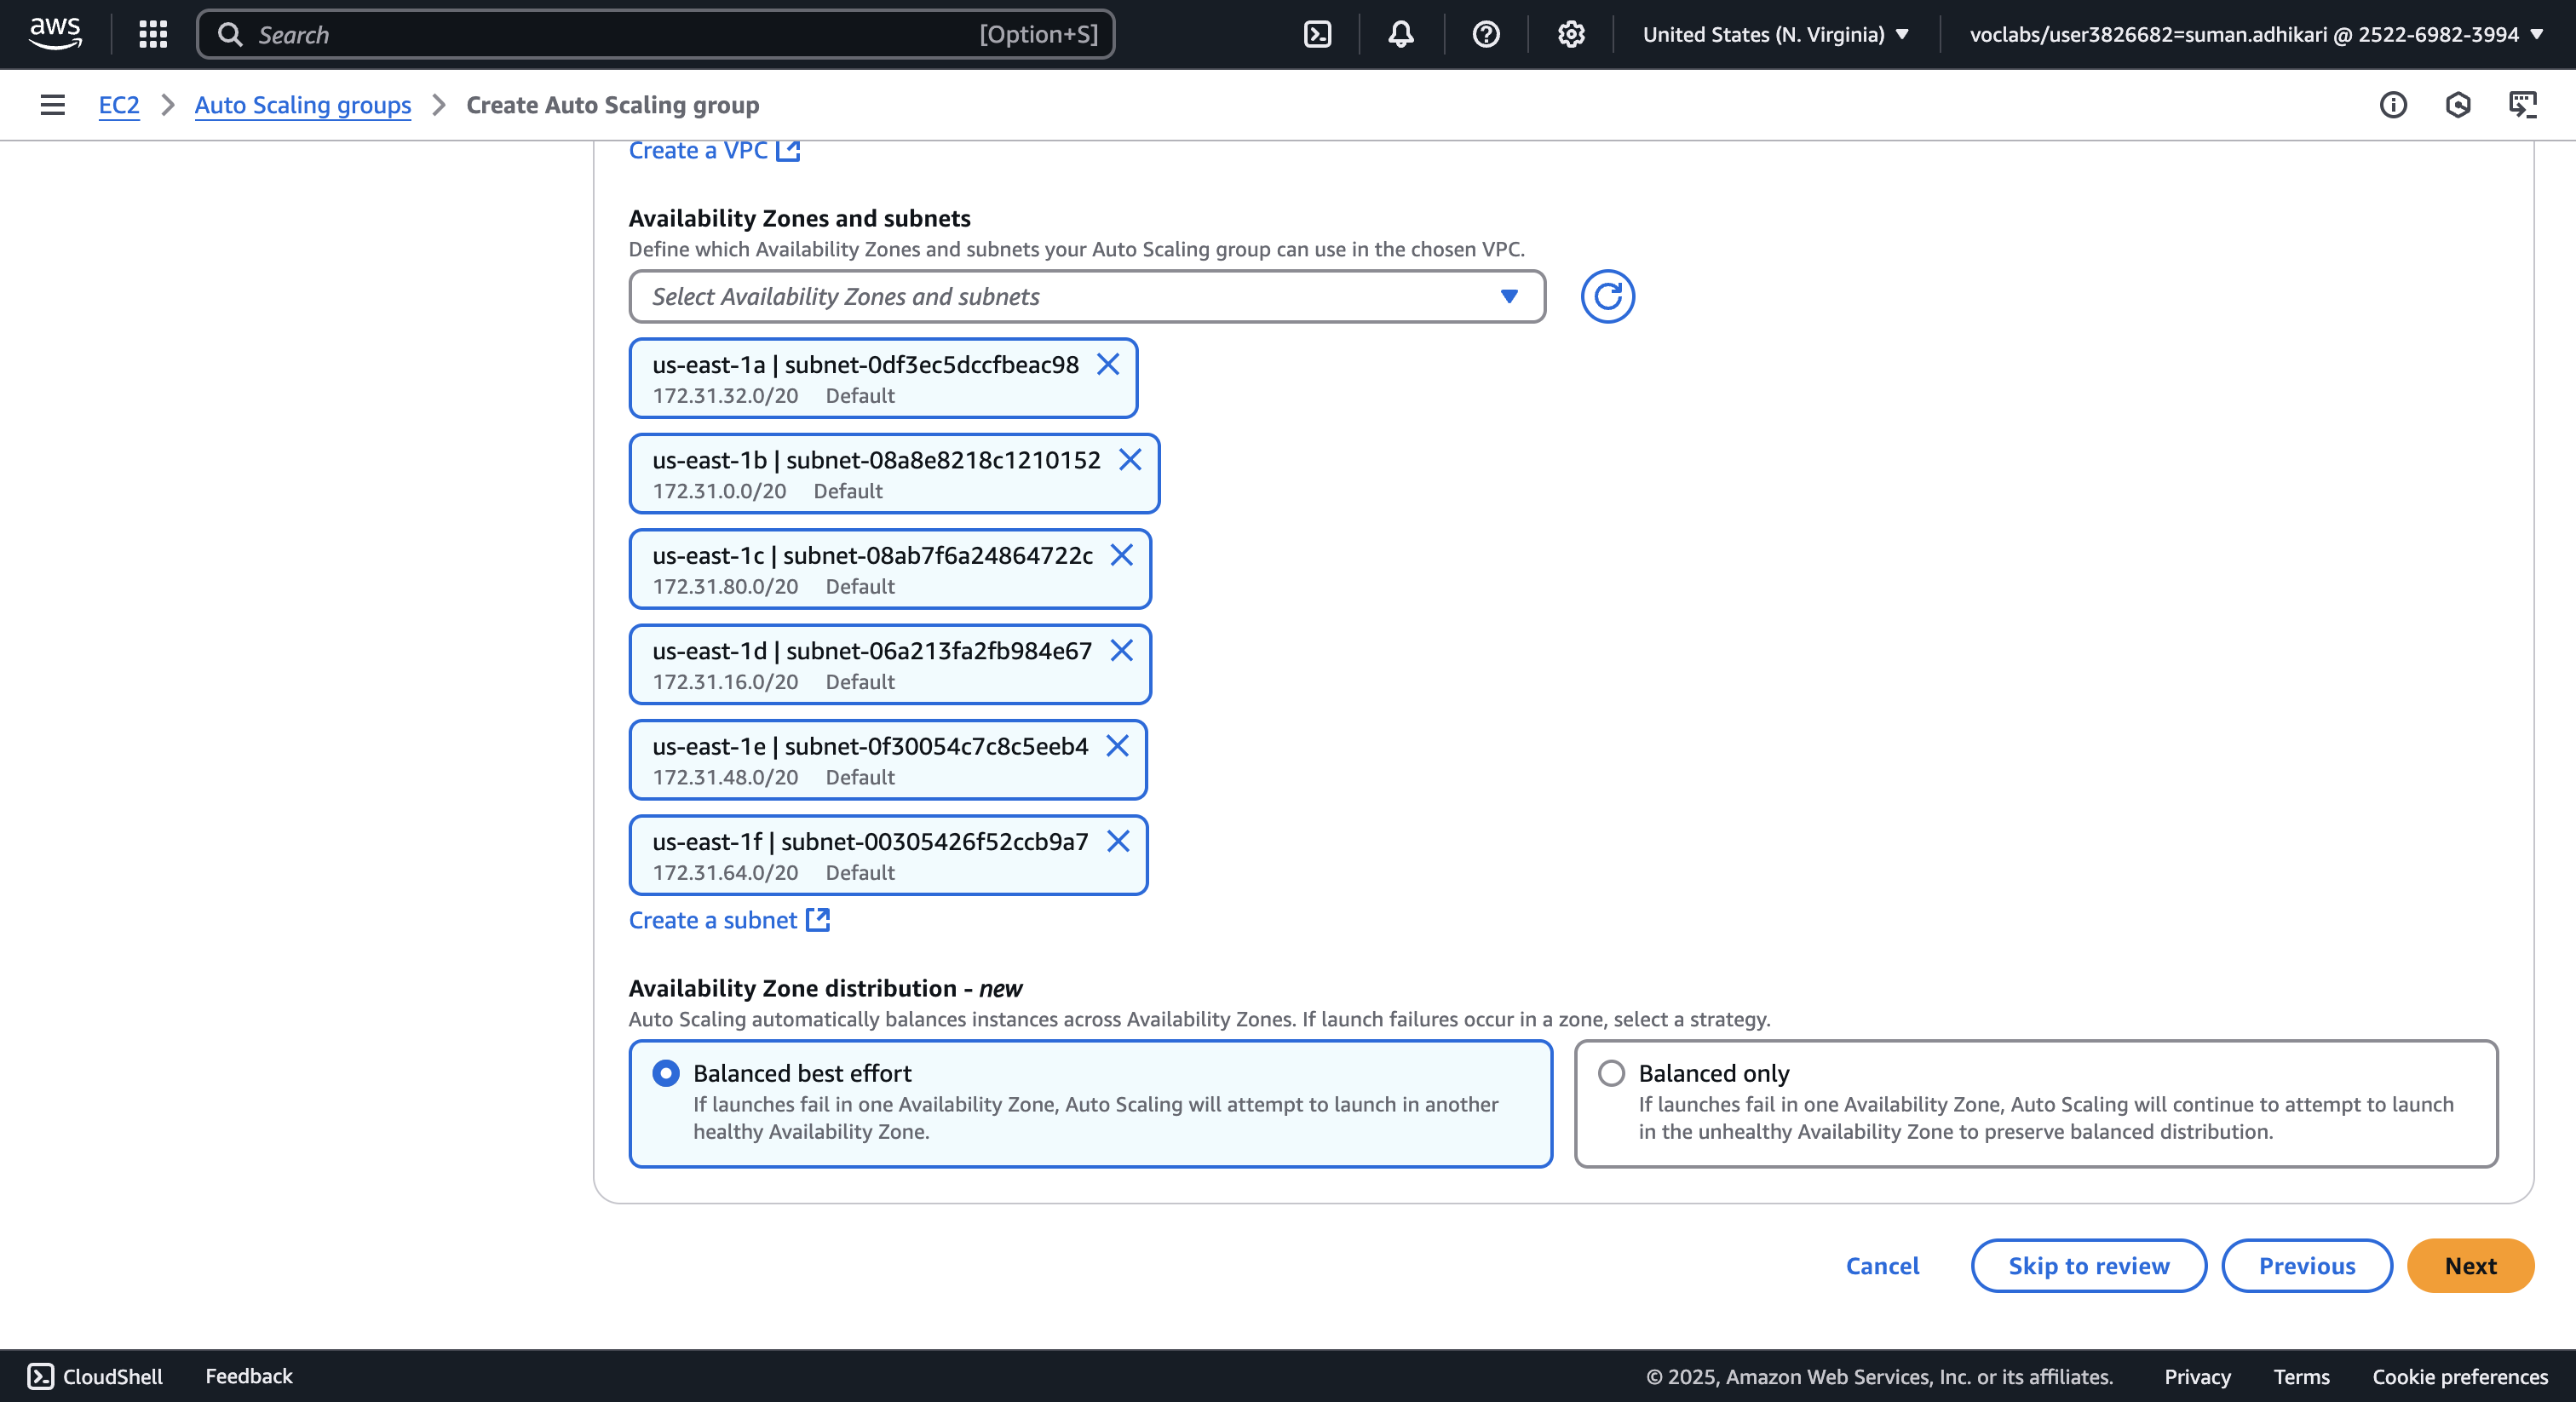 aws
Search
[Option+S]
United States (N. Virginia)
voclabs/user3826682=suman.adhikari @ 2522-6982-3994
EC2
Auto Scaling groups
Create Auto Scaling group
Create a VPC
Availability Zones and subnets
Define which Availability Zones and subnets your Auto Scaling group can use in the chosen VPC.
Select Availability Zones and subnets
us-east-1a | subnet-0df3ec5dccfbeac98
172.31.32.0/20 Default
us-east-1b | subnet-08a8e8218c1210152
172.31.0.0/20 Default
us-east-1c | subnet-08ab7f6a24864722c
172.31.80.0/20 Default
us-east-1d | subnet-06a213fa2fb984e67
172.31.16.0/20 Default
us-east-1e | subnet-0f30054c7c8c5eeb4
172.31.48.0/20 Default
us-east-1f | subnet-00305426f52ccb9a7
172.31.64.0/20 Default
Create a subnet
Availability Zone distribution - new
Auto Scaling automatically balances instances across Availability Zones. If launch failures occur in a zone, select a strategy.
Balanced best effort
If launches fail in one Availability Zone, Auto Scaling will attempt to launch in another
healthy Availability Zone.
Balanced only
If launches fail in one Availability Zone, Auto Scaling will continue to attempt to launch
in the unhealthy Availability Zone to preserve balanced distribution.
Cancel
Skip to review
Previous
Next
CloudShell
Feedback
© 2025, Amazon Web Services, Inc. or its affiliates.
Privacy
Terms
Cookie preferences